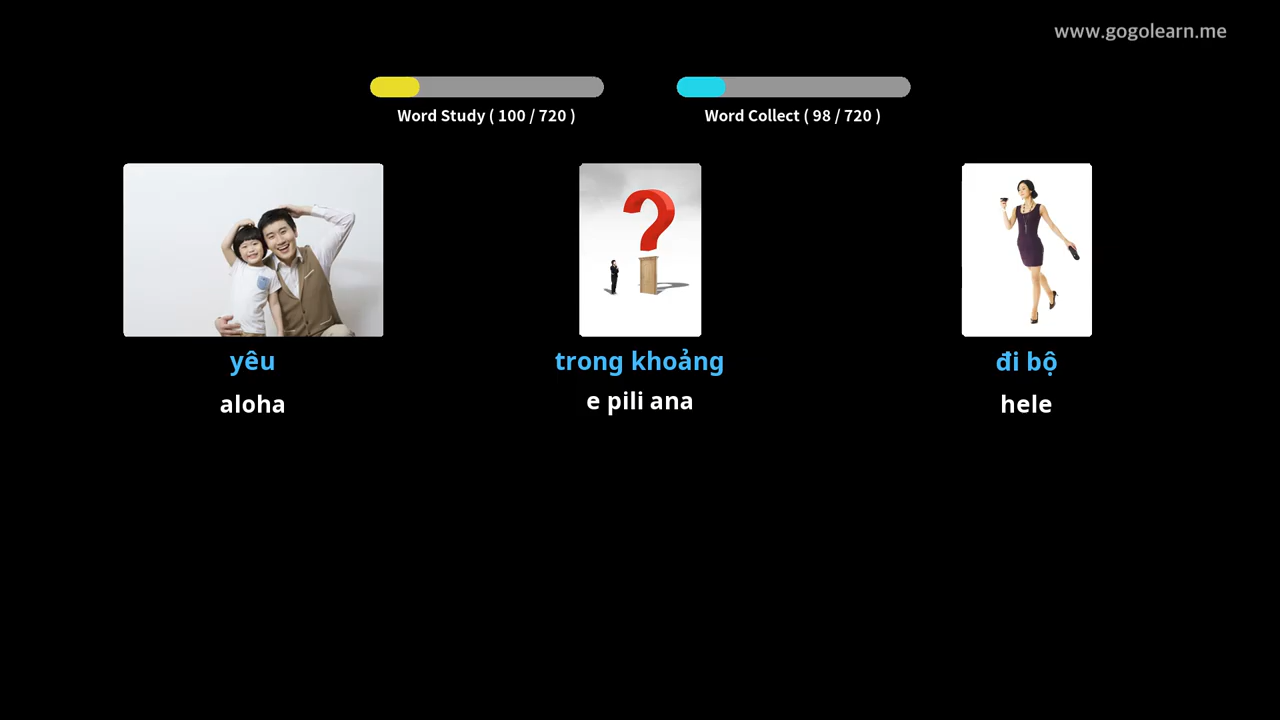 www.gogolearn.me
Word Study ( 100 / 720 )
Word Collect ( 98 / 720 )
yêu
trong khoảng
đi bộ
aloha
e pili ana
hele